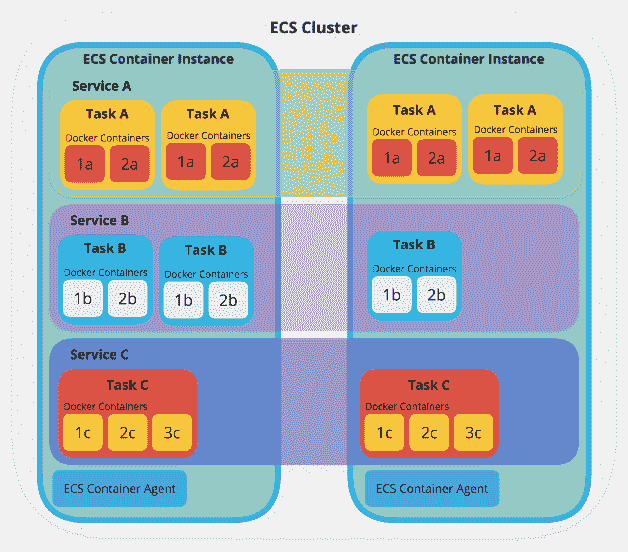 ECS Cluster
ECS Container Instance
ECS Container Instance
Service A
Task A
Task A
Task A
Task A
Docker Containers
Docker Containers
Docker Containers
Docker Containers
1a 2a
1a 2a
1a 2a
1a 2a
Service B
Task B
Task B
Task B
Docker Containers
Docker Containers
Docker Containers
1b 2b
1b 2b
1b 2b
Service C
Task C
Task C
Docker Containers
Docker Containers
1c 2c 3c
1c 2c 3c
ECS Container Agent
ECS Container Agent